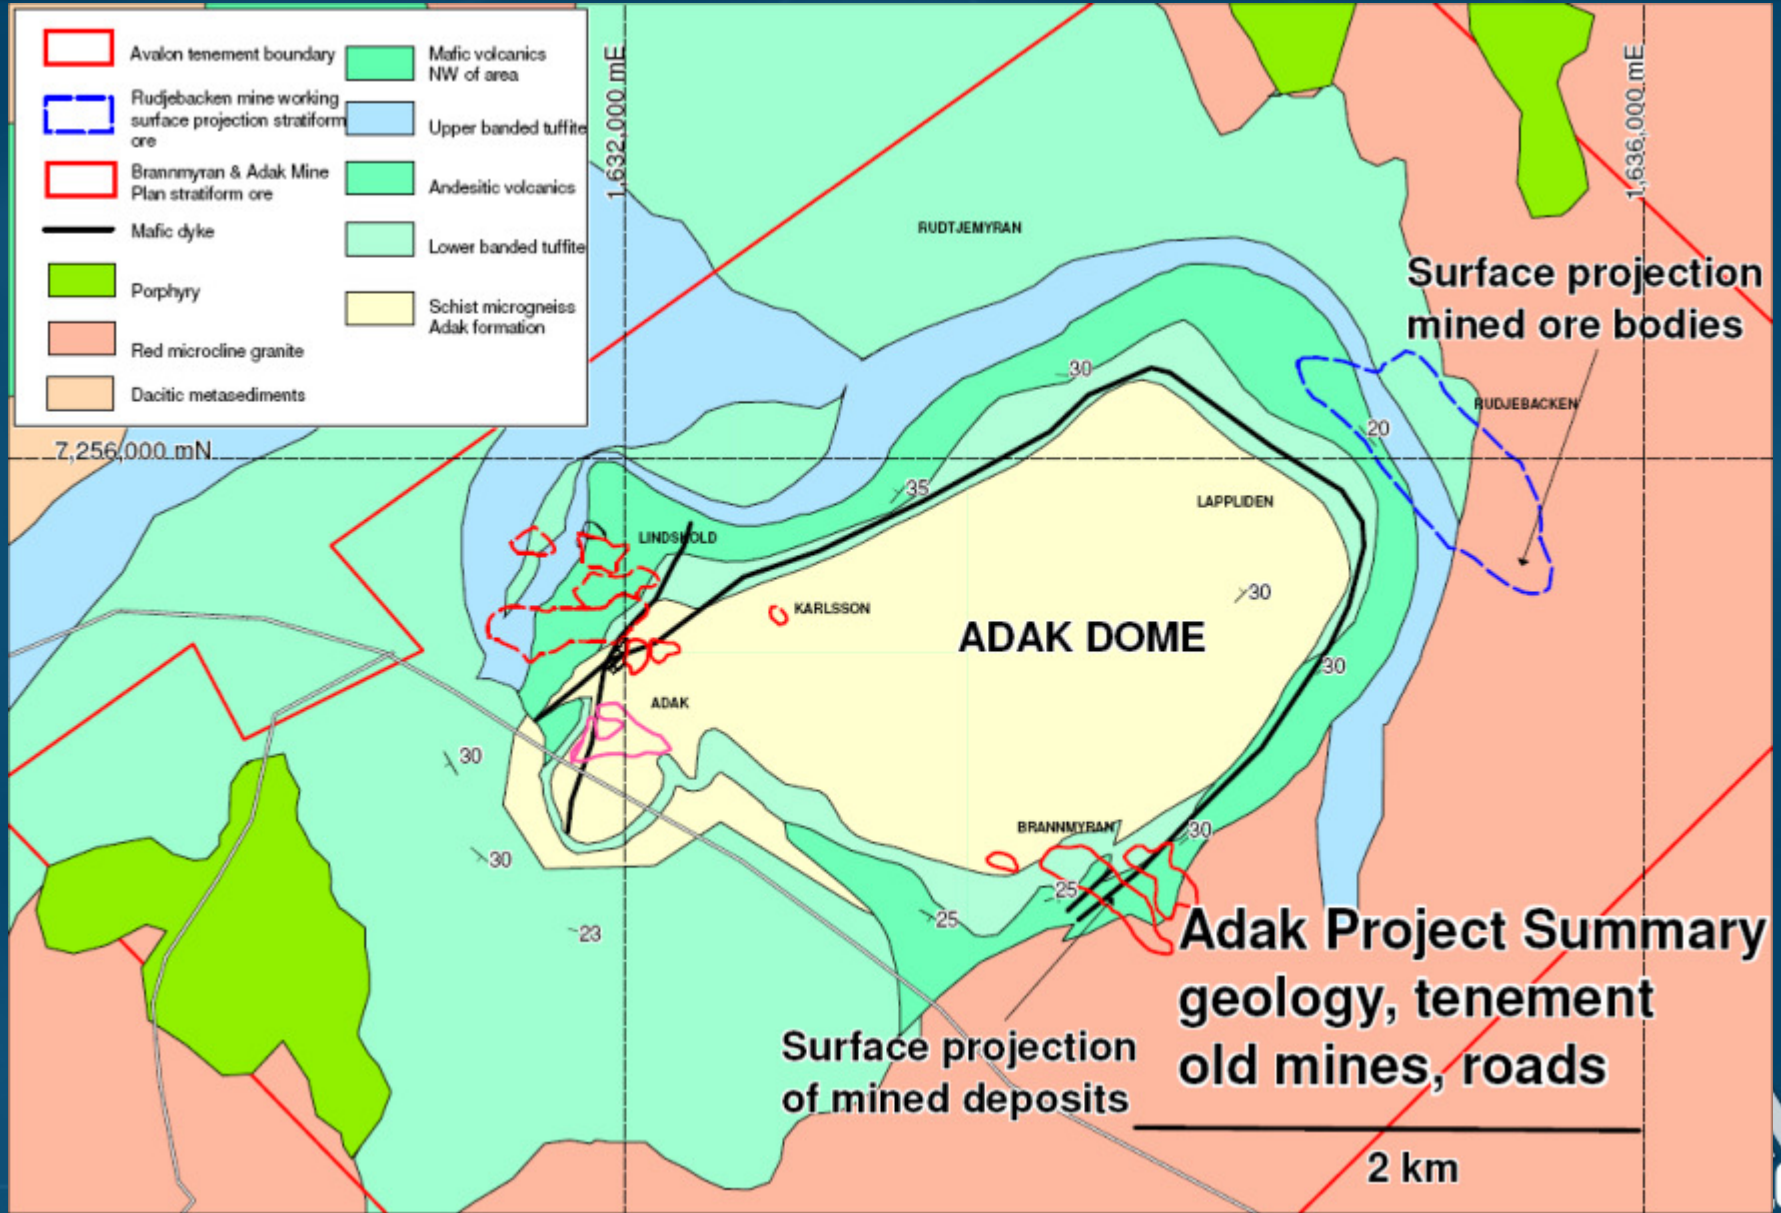 Avalon tenement boundary
Rudjebacken mine working
surface projection stratiform
ore
Brannmyran & Adak Mine
Plan stratiform ore
Mafic dyke
Porphyry
Red microcline granite
Dacitic metasediments
Mafic volcanics
NW of area
Upper banded tuffite
Andesitic volcanics
Lower banded tuffite
Schist microgneiss
Adak formation
1,632,000 mE
1,636,000 mE
7,256,000 mN
RUDTJEMYRAN
Surface projection
mined ore bodies
30
RUDJEBACKEN
20
35
LAPPLIDEN
LINDSKOLD
30
KARLSSON
ADAK DOME
30
ADAK
30
BRANNMYRAN
30
30
25
25
23
Adak Project Summary
geology, tenement
old mines, roads
Surface projection
of mined deposits
2 km